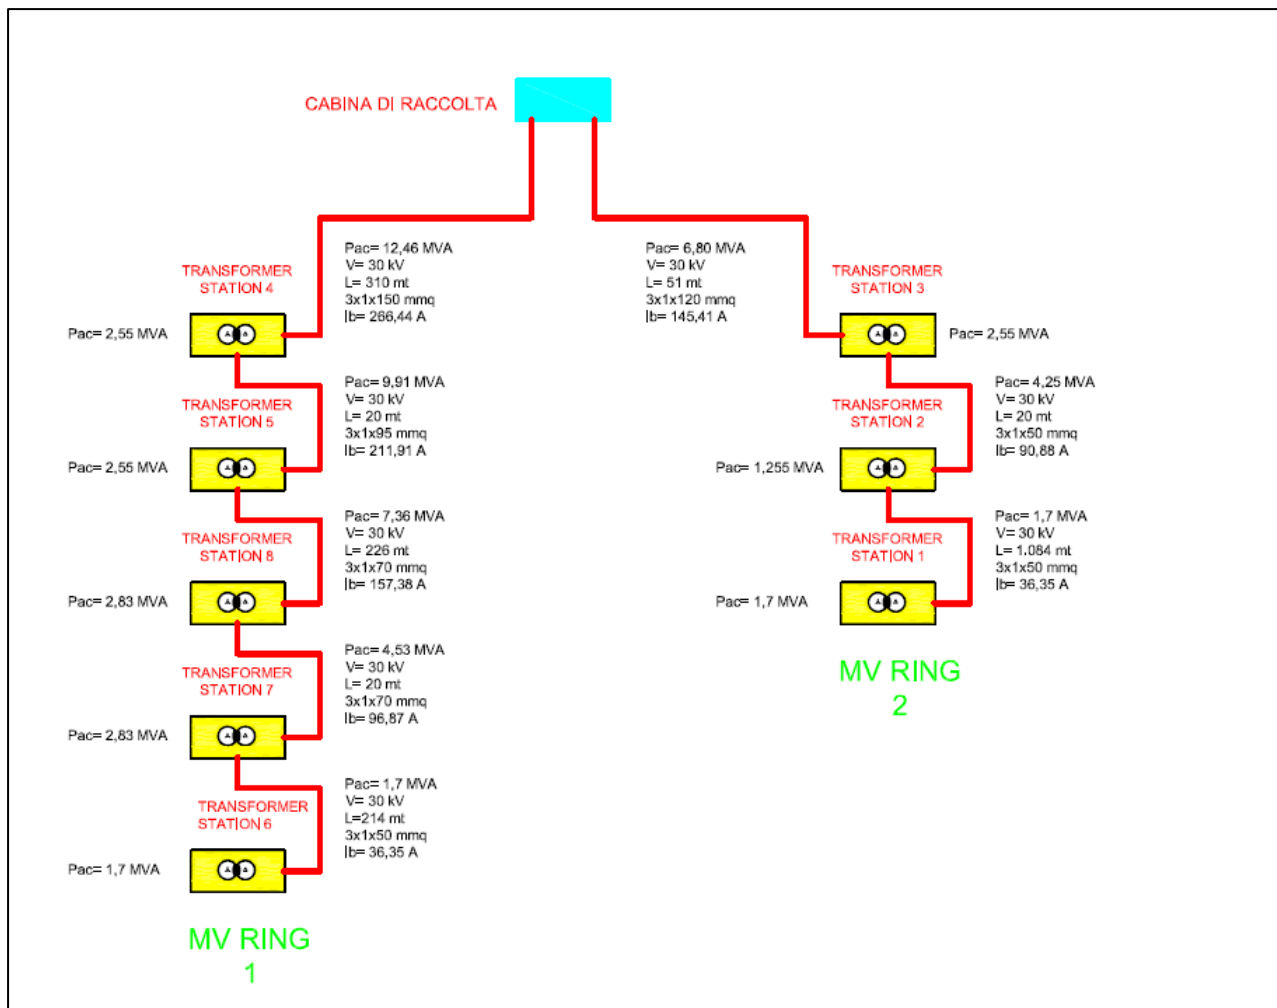 CABINA DI RACCOLTA
TRANSFORMER
STATION 4
Pac= 2,55 MVA
Pac= 12,46 MVA
V= 30 kV
L= 310 mt
3x1x150 mmq
Ib= 266,44 A
TRANSFORMER
STATION 5
Pac= 2,55 MVA
Pac= 9,91 MVA
V= 30 kV
L= 20 mt
3x1x95 mmq
Ib= 211,91 A
TRANSFORMER
STATION 8
Pac= 2,83 MVA
Pac= 7,36 MVA
V= 30 kV
L= 226 mt
3x1x70 mmq
Ib= 157,38 A
TRANSFORMER
STATION 7
Pac= 2,83 MVA
Pac= 4,53 MVA
V= 30 kV
L= 20 mt
3x1x70 mmq
Ib= 96,87 A
TRANSFORMER
STATION 6
Pac= 1,7 MVA
Pac= 1,7 MVA
V= 30 kV
L=214 mt
3x1x50 mmq
Ib= 36,35 A
MV RING
1
Pac= 6,80 MVA
V= 30 kV
L= 51 mt
3x1x120 mmq
Ib= 145,41 A
TRANSFORMER
STATION 3
Pac= 2,55 MVA
TRANSFORMER
STATION 2
Pac= 1,255 MVA
Pac= 4,25 MVA
V= 30 kV
L= 20 mt
3x1x50 mmq
Ib= 90,88 A
TRANSFORMER
STATION 1
Pac= 1,7 MVA
Pac= 1,7 MVA
V= 30 kV
L= 1.084 mt
3x1x50 mmq
Ib= 36,35 A
MV RING
2